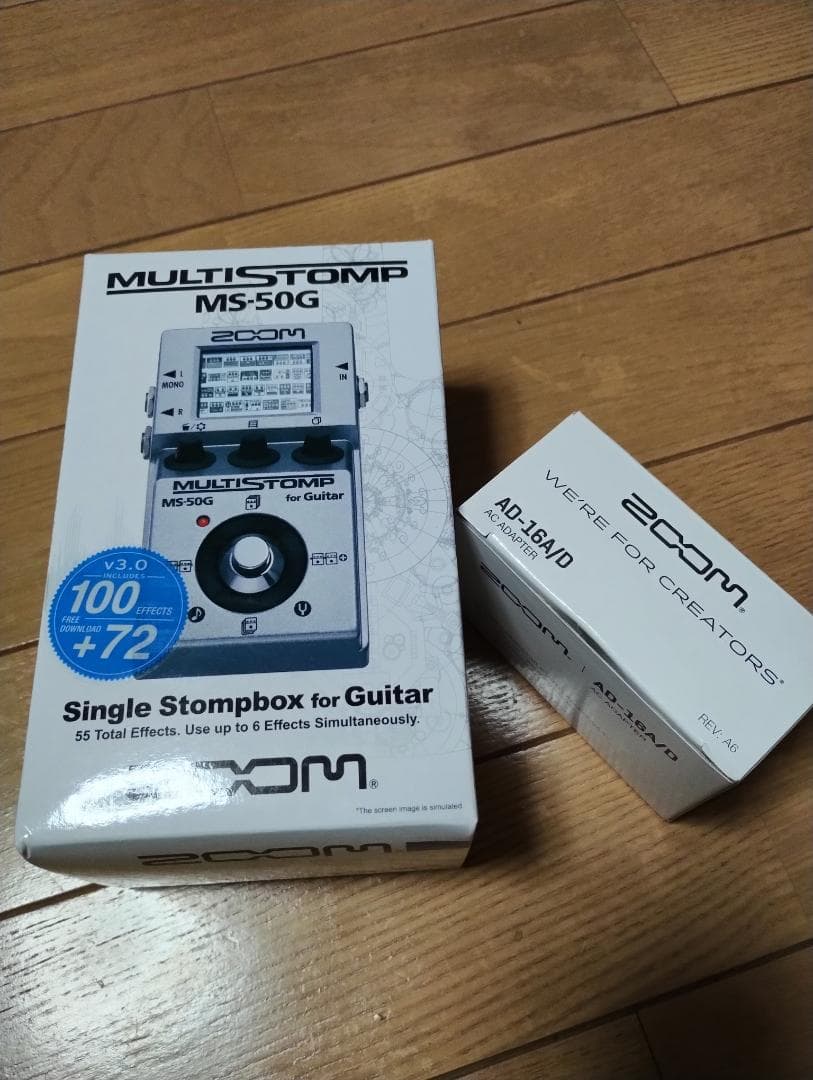 MULTISTOMP
MS-50G
ZOOM
L
MONO
R
IN
MULTISTOMP
MS-50G
for Guitar
v3.0
INCLUDES
100 EFFECTS
FREE
DOWNLOAD
+72
Single Stompbox for Guitar
55 Total Effects. Use up to 6 Effects Simultaneously.
ZOOM®
*The screen image is simulated
ZOOM
ZOOM®
WE'RE FOR CREATORS®
AD-16A/D
AC ADAPTER
REV: A6
ZOOM
AD-16A/D
AC ADAPTER